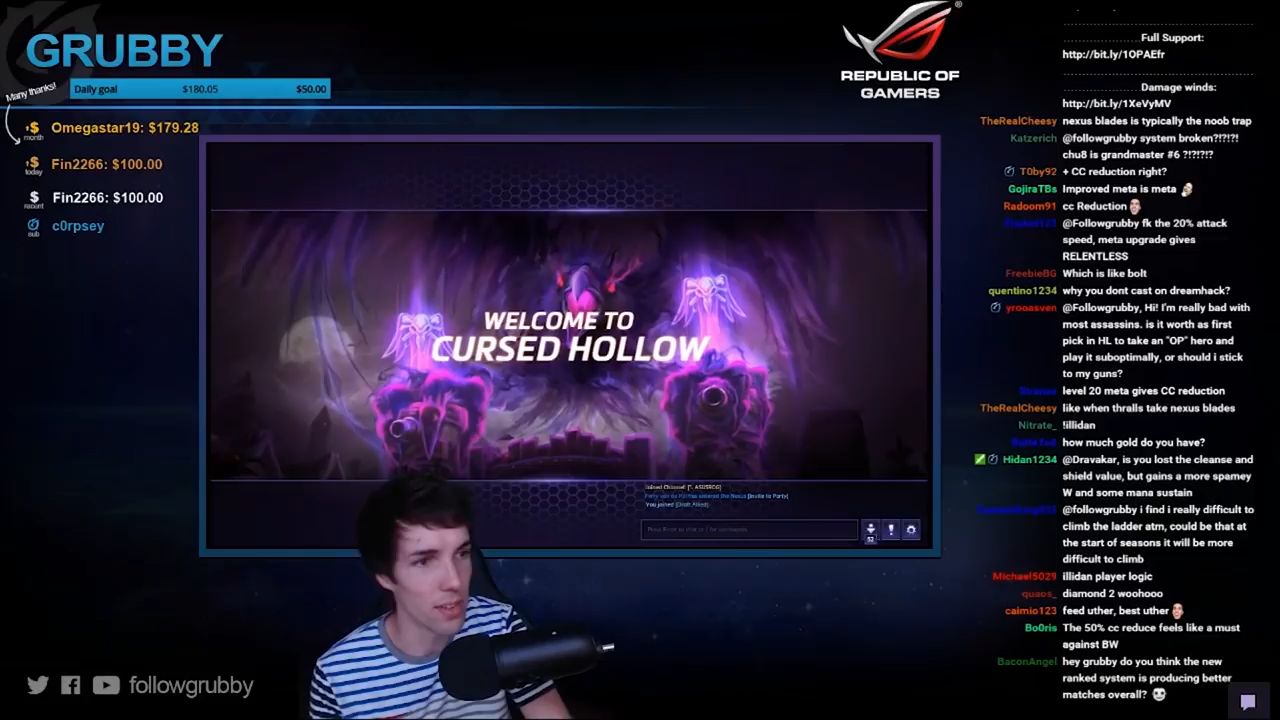 GRUBBY
Many thanks!
Daily goal $180.05 $50.00
$ month Omegastar19: $179.28
$ today Fin2266: $100.00
$ recent Fin2266: $100.00
sub c0rpsey
REPUBLIC OF
GAMERS
®
WELCOME TO
CURSED HOLLOW
Joined Channel [1. ASUSROG]
You joined [Draft Allied]
followgrubby
Full Support:
http://bit.ly/1OPAEfr
Damage winds:
http://bit.ly/1XeVyMV
TheRealCheesy nexus blades is typically the noob trap
Katzerich @followgrubby system broken?!?!?!
chu8 is grandmaster #6 ?!?!?!?
T0by92 + CC reduction right?
GojiraTBs Improved meta is meta
Radoom91 cc Reduction
@Followgrubby fk the 20% attack
speed, meta upgrade gives
RELENTLESS
FreebieBG Which is like bolt
quentino1234 why you dont cast on dreamhack?
yrooasven @Followgrubby, Hi! I'm really bad with
most assassins. is it worth as first
pick in HL to take an "OP" hero and
play it suboptimally, or should i stick
to my guns?
level 20 meta gives CC reduction
TheRealCheesy like when thralls take nexus blades
Nitrate_ !illidan
how much gold do you have?
Hidan1234 @Dravakar, is you lost the cleanse and
shield value, but gains a more spamey
W and some mana sustain
@followgrubby i find i really difficult to
climb the ladder atm, could be that at
the start of seasons it will be more
difficult to climb
Michael5029 illidan player logic
quaos_ diamond 2 woohooo
caimio123 feed uther, best uther
Bo0ris The 50% cc reduce feels like a must
against BW
BaconAngel hey grubby do you think the new
ranked system is producing better
matches overall?